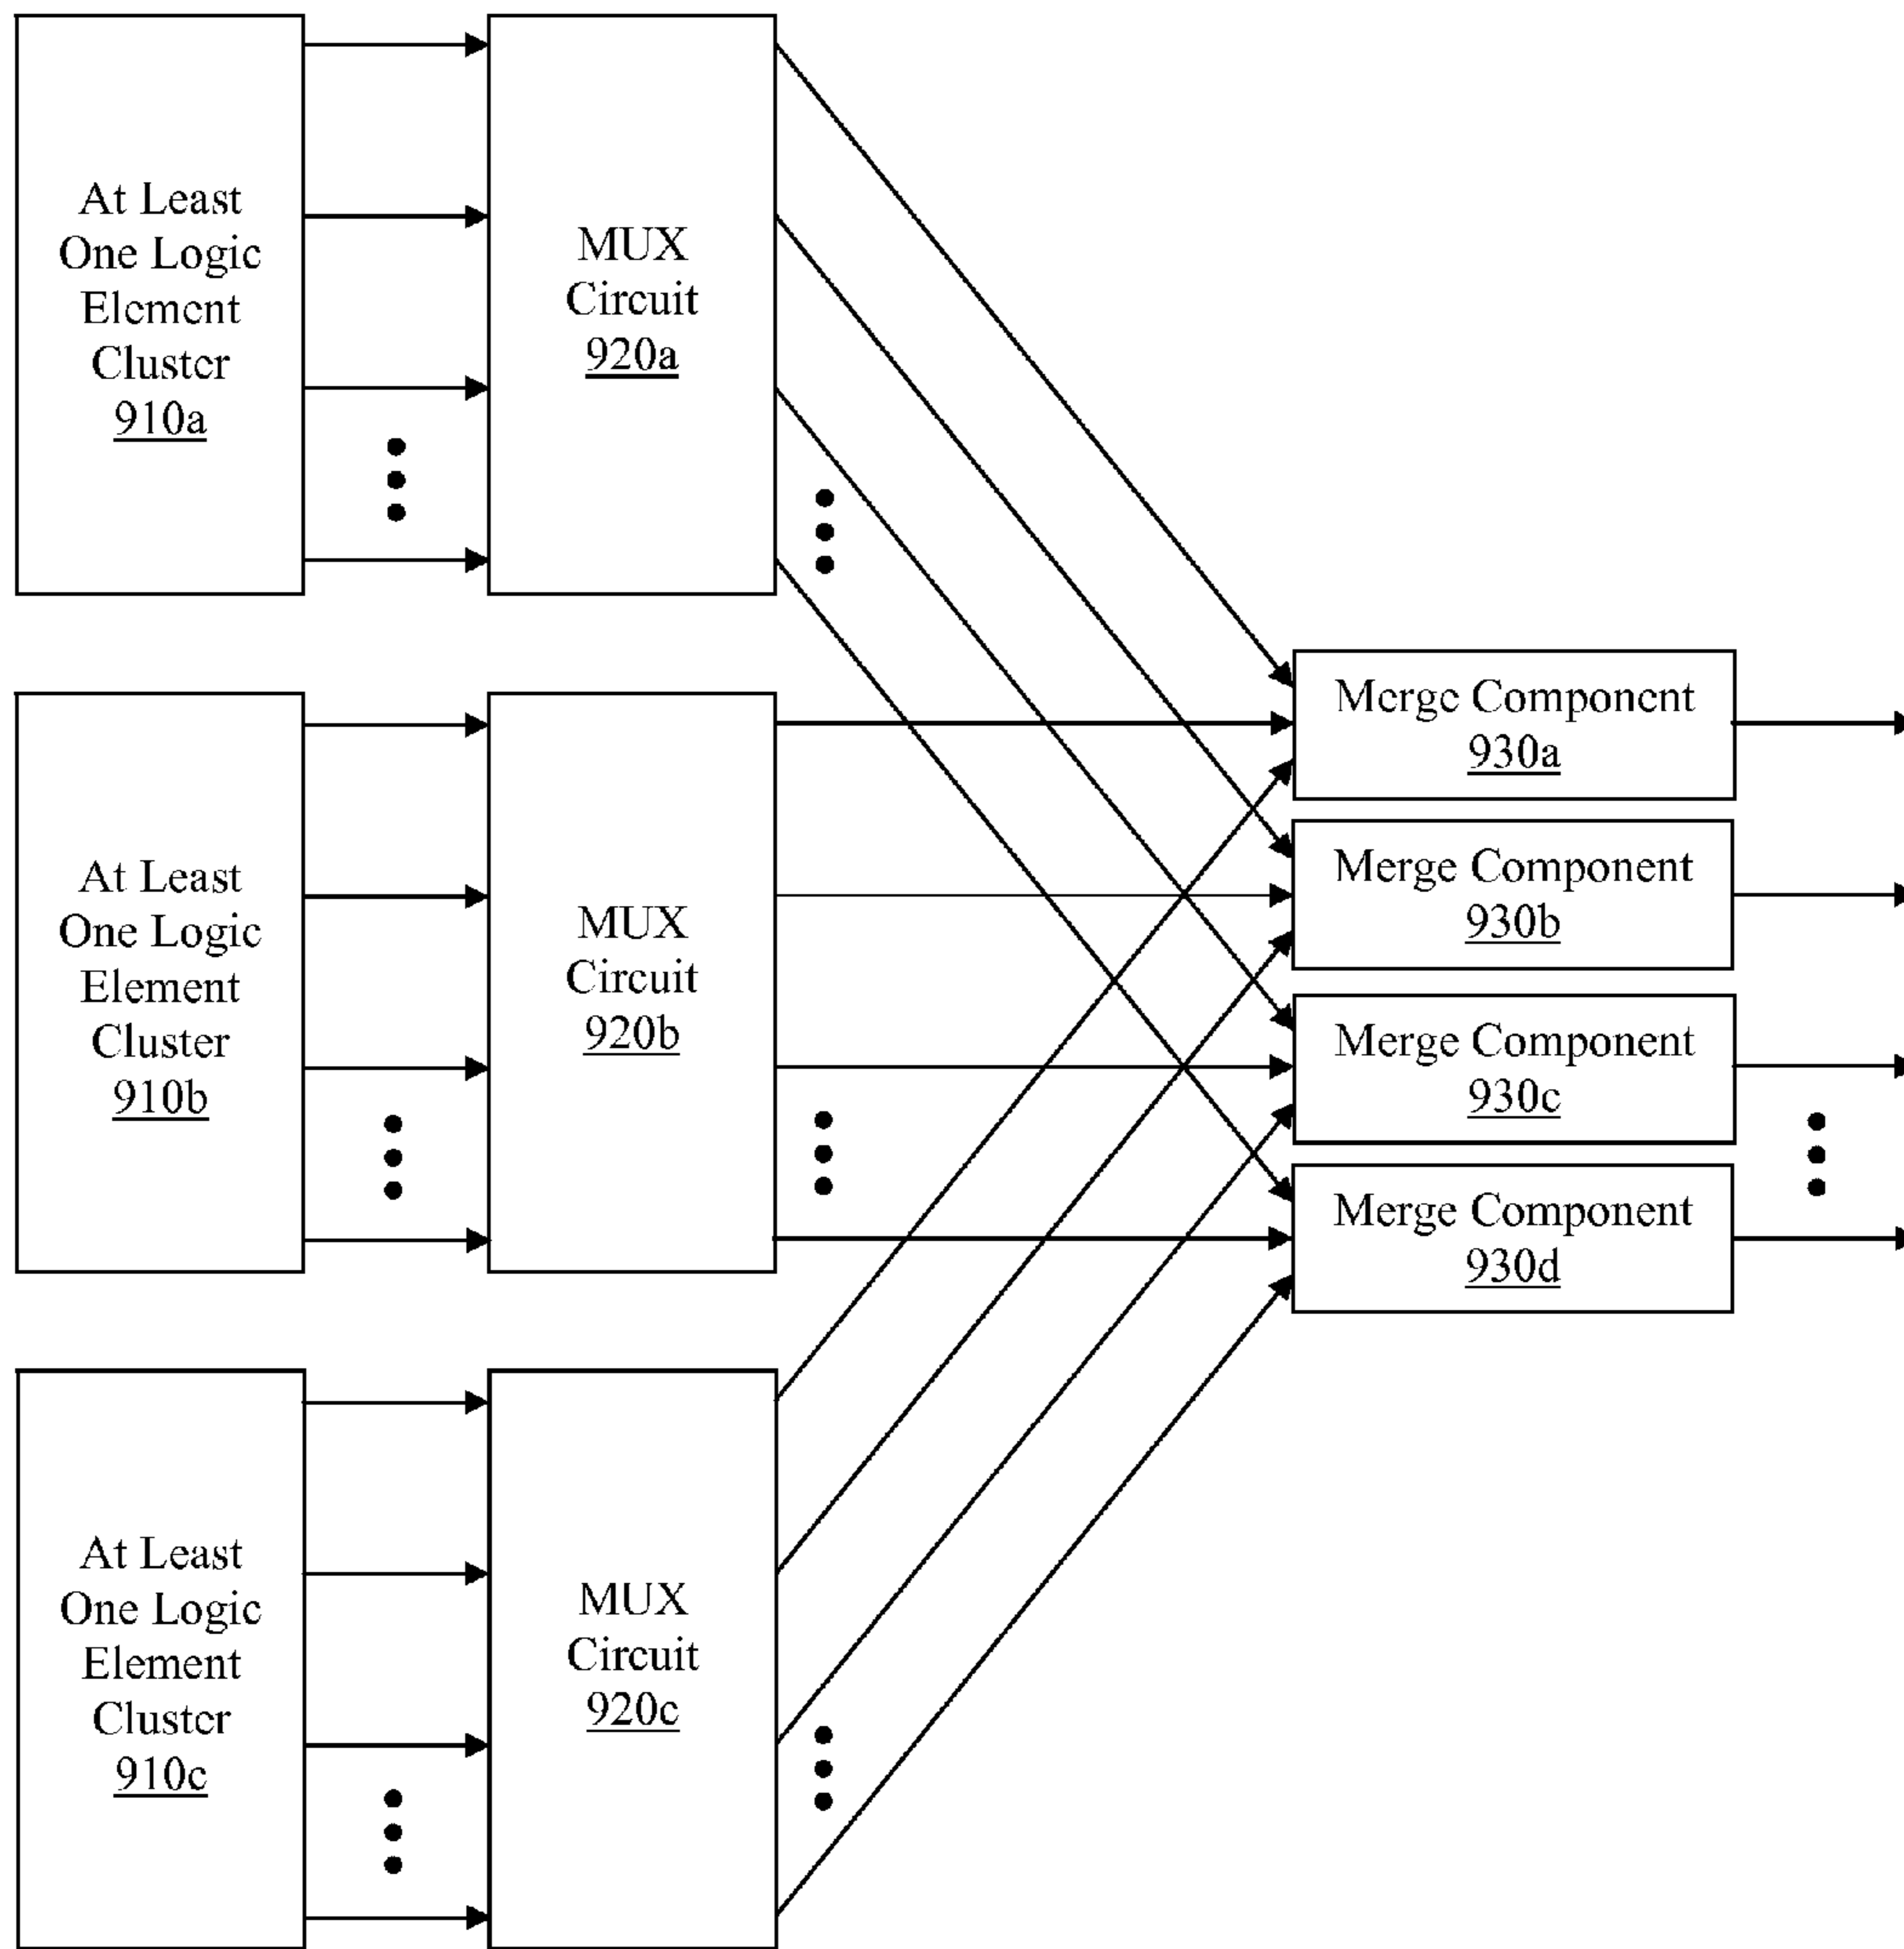 At Least
One Logic
Element
Cluster
910a
MUX
Circuit
920a
Merge Component
930a
At Least
One Logic
Element
Cluster
910b
MUX
Circuit
920b
Merge Component
930b
Merge Component
930c
Merge Component
930d
At Least
One Logic
Element
Cluster
910c
MUX
Circuit
920c